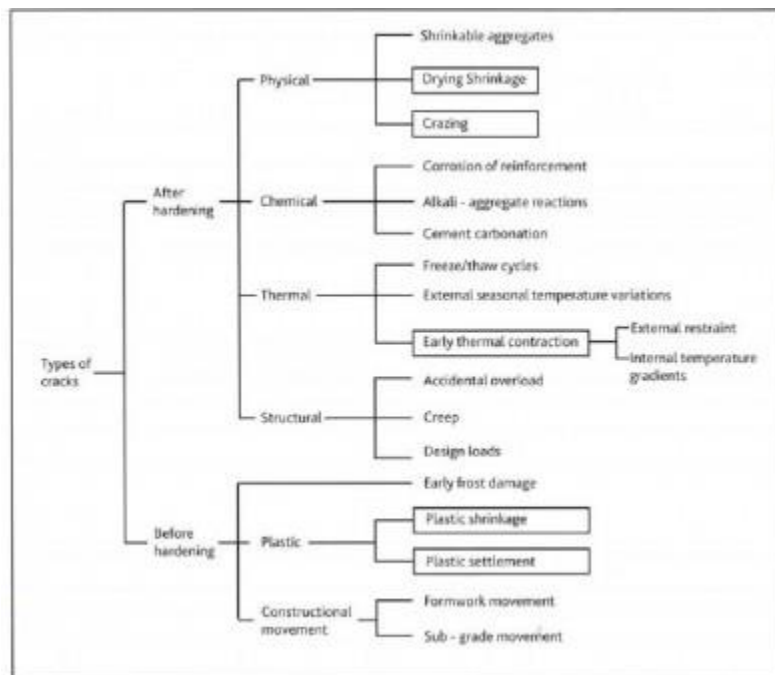 Shrinkable aggregates
Physical
Drying Shrinkage
Crazing
Corrosion of reinforcement
After
hardening
Chemical
Alkali - aggregate reactions
Cement carbonation
Freeze/thaw cycles
Thermal
External seasonal temperature variations
Early thermal contraction
External restraint
Internal temperature
gradients
Types of
cracks
Accidental overload
Structural
Creep
Design loads
Early frost damage
Before
hardening
Plastic
Plastic shrinkage
Plastic settlement
Constructional
movement
Formwork movement
Sub - grade movement